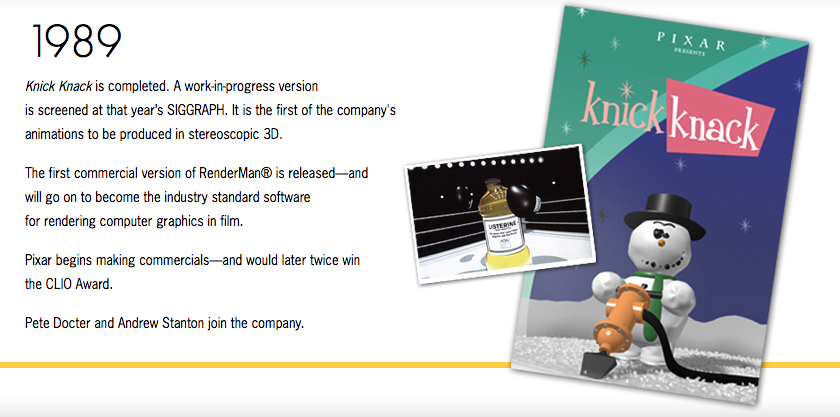 1989
Knick Knack is completed. A work-in-progress version
is screened at that year's SIGGRAPH. It is the first of the company's
animations to be produced in stereoscopic 3D.
The first commercial version of RenderMan® is released—and
will go on to become the industry standard software
for rendering computer graphics in film.
Pixar begins making commercials—and would later twice win
the CLIO Award.
Pete Docter and Andrew Stanton join the company.
PIXAR
PRESENTS
knick
knack
LISTERINE